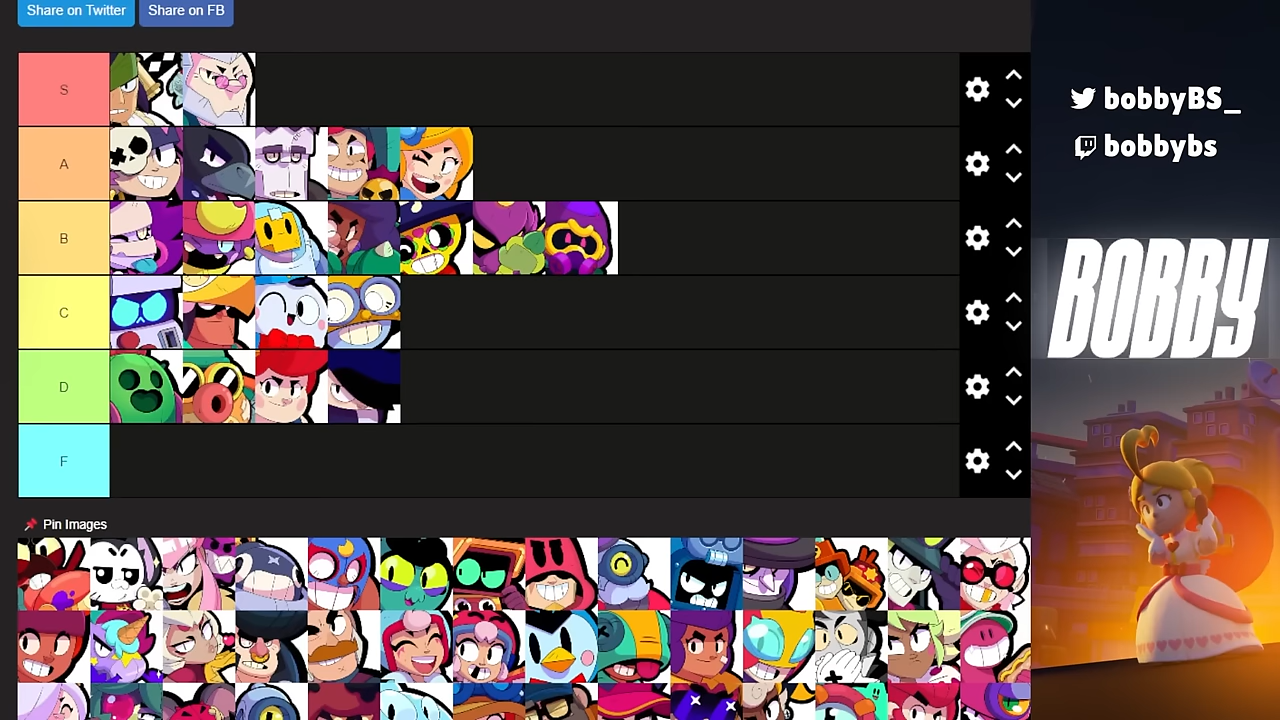 Share on Twitter
Share on FB
S
A
B
C
D
F
Pin Images
bobbyBS_
bobbybs
BOBBY